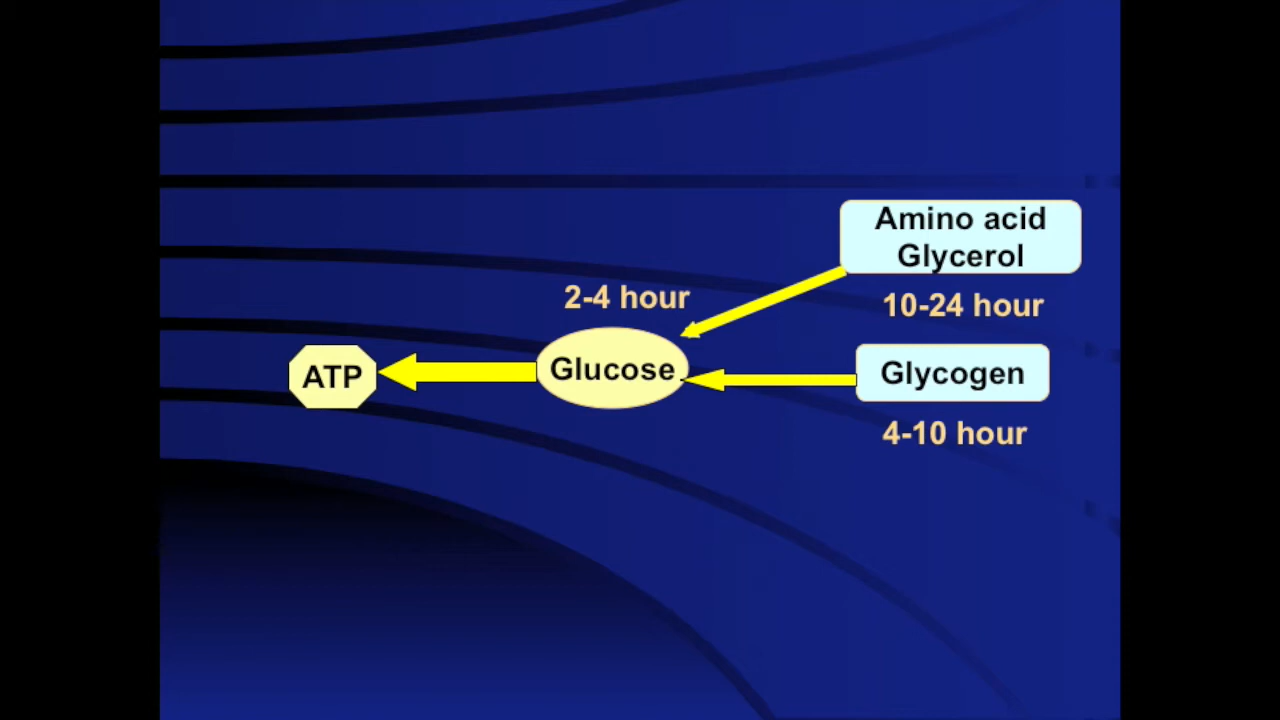 Amino acid
Glycerol
2-4 hour
10-24 hour
ATP
Glucose
Glycogen
4-10 hour